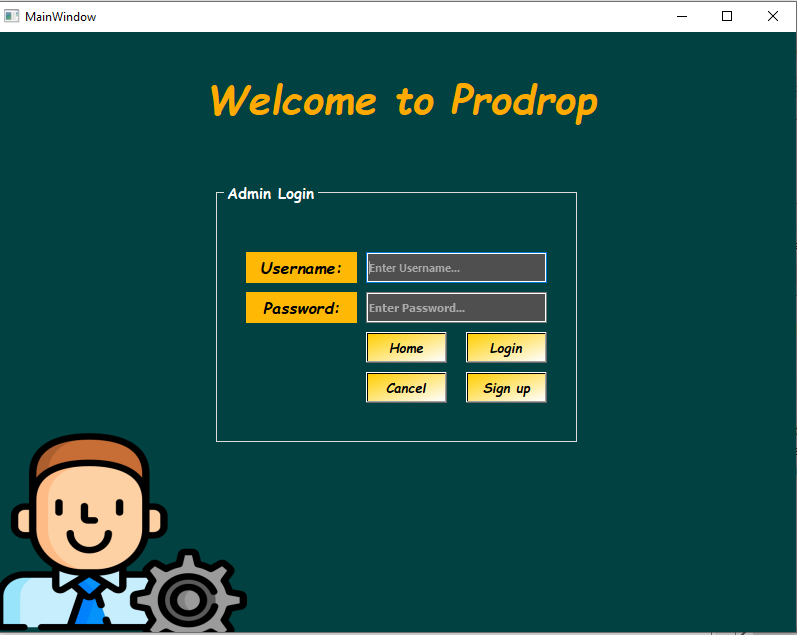 MainWindow
Welcome to Prodrop
Admin Login
Username: Enter Username...
Password: Enter Password...
Home Login
Cancel Sign up